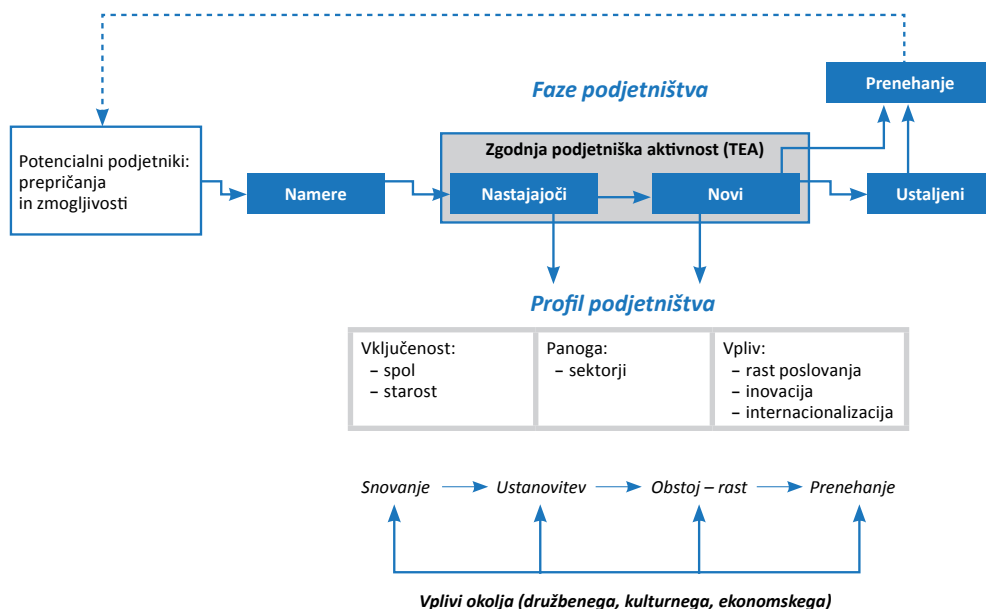 Faze podjetništva
Prenehanje
Potencialni podjetniki:
prepričanja
in zmogljivosti
Namere
Zgodnja podjetniška aktivnost (TEA)
Nastajajoči
Novi
Ustaljeni
Profil podjetništva
Vključenost:
– spol
– starost
Panoga:
– sektorji
Vpliv:
– rast poslovanja
– inovacija
– internacionalizacija
Snovanje
Ustanovitev
Obstoj – rast
Prenehanje
Vplivi okolja (družbenega, kulturnega, ekonomskega)